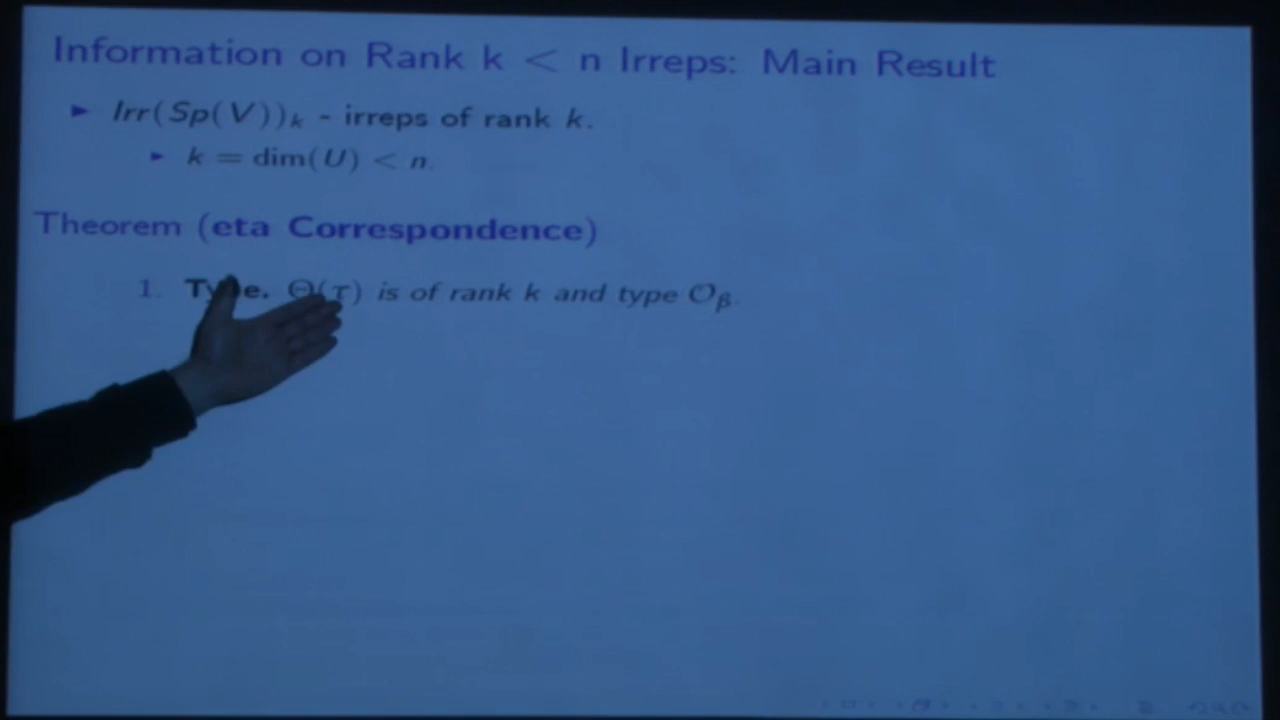 Information on Rank k < n Irreps: Main Result
► Irr(Sp(V))ₖ - irreps of rank k.
► k = dim(U) < n.
Theorem (eta Correspondence)
1. Type. Θ(τ) is of rank k and type 𝒪ᵦ.